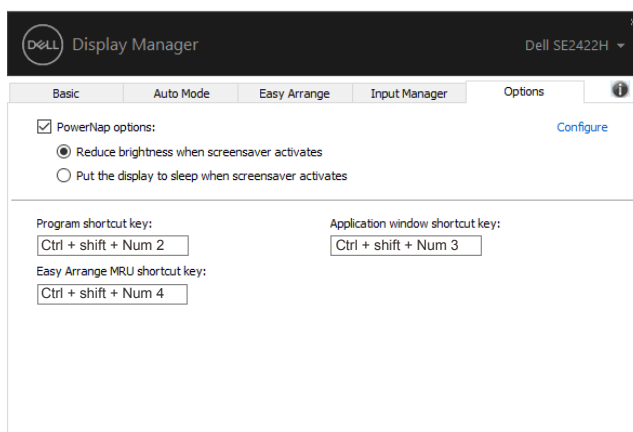 DELL Display Manager Dell SE2422H
Basic Auto Mode Easy Arrange Input Manager Options
PowerNap options: Configure
Reduce brightness when screensaver activates
Put the display to sleep when screensaver activates
Program shortcut key: Application window shortcut key:
Ctrl + shift + Num 2 Ctrl + shift + Num 3
Easy Arrange MRU shortcut key:
Ctrl + shift + Num 4